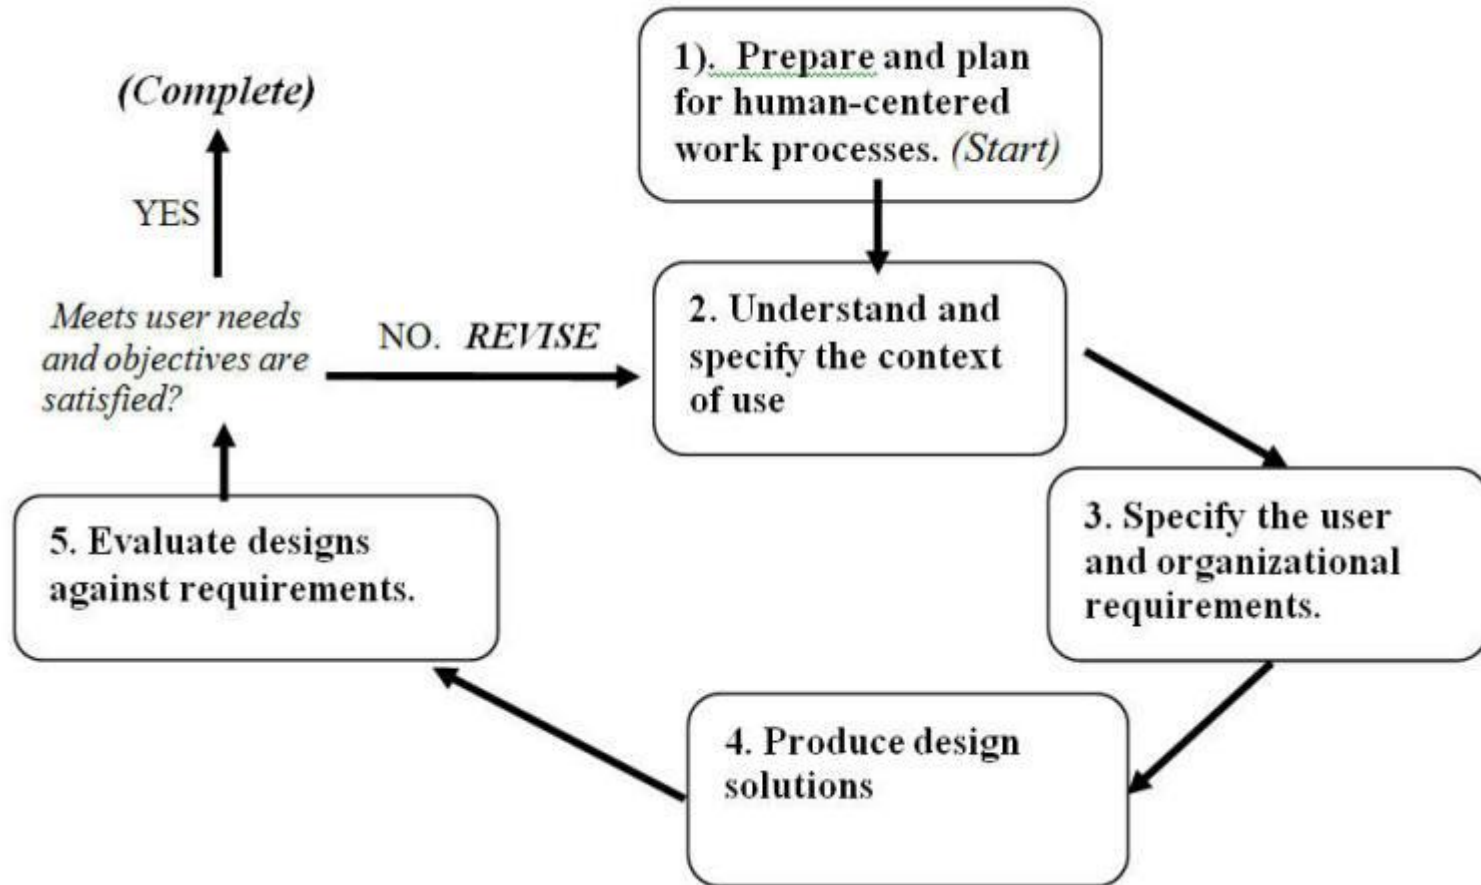 1). Prepare and plan
for human-centered
work processes. (Start)
(Complete)
YES
Meets user needs
and objectives are
satisfied?
NO. REVISE
2. Understand and
specify the context
of use
3. Specify the user
and organizational
requirements.
4. Produce design
solutions
5. Evaluate designs
against requirements.